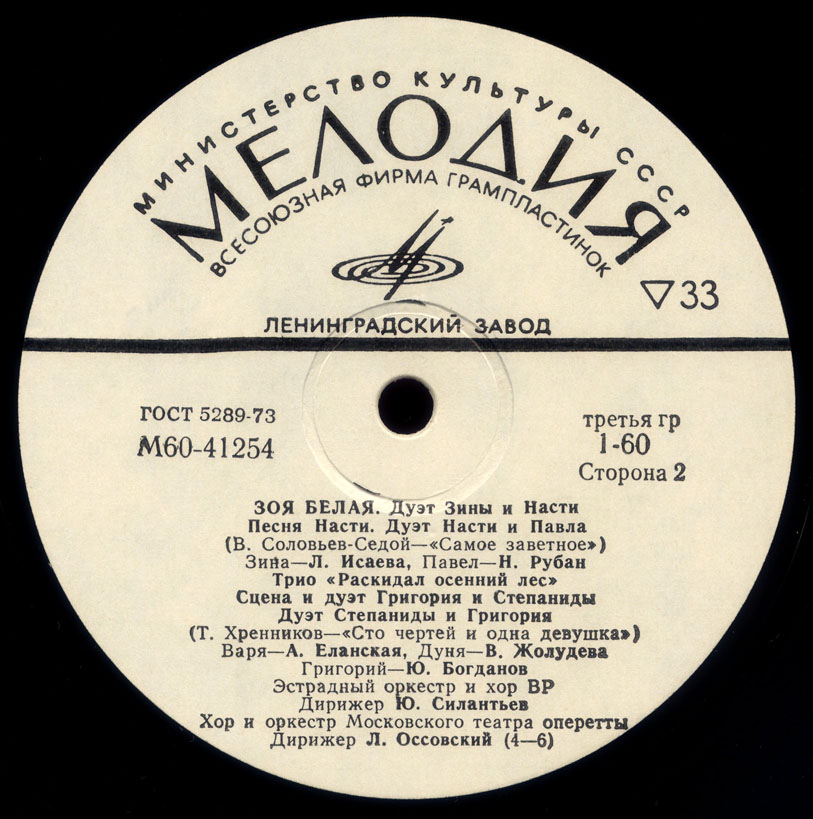 МИНИСТЕРСТВО КУЛЬТУРЫ СССР
МЕЛОДИЯ
ВСЕСОЮЗНАЯ ФИРМА ГРАМПЛАСТИНОК
▽33
ЛЕНИНГРАДСКИЙ ЗАВОД
ГОСТ 5289-73
М60-41254
третья гр
1-60
Сторона 2
ЗОЯ БЕЛАЯ. Дуэт Зины и Насти
Песня Насти. Дуэт Насти и Павла
(В. Соловьев-Седой—«Самое заветное»)
Зина—Л. Исаева, Павел—Н. Рубан
Трио «Раскидал осенний лес»
Сцена и дуэт Григория и Степаниды
Дуэт Степаниды и Григория
(Т. Хренников—«Сто чертей и одна девушка»)
Варя—А. Еланская, Дуня—В. Жолудева
Григорий—Ю. Богданов
Эстрадный оркестр и хор ВР
Дирижер Ю. Силантьев
Хор и оркестр Московского театра оперетты
Дирижер Л. Оссовский (4—6)